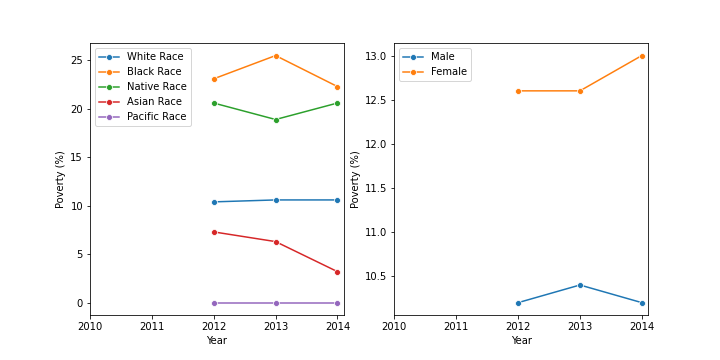 White Race
Black Race
Native Race
Asian Race
Pacific Race
25
20
15
10
5
0
Poverty (%)
2010 2011 2012 2013 2014
Year
Male
Female
13.0
12.5
12.0
11.5
11.0
10.5
Poverty (%)
2010 2011 2012 2013 2014
Year